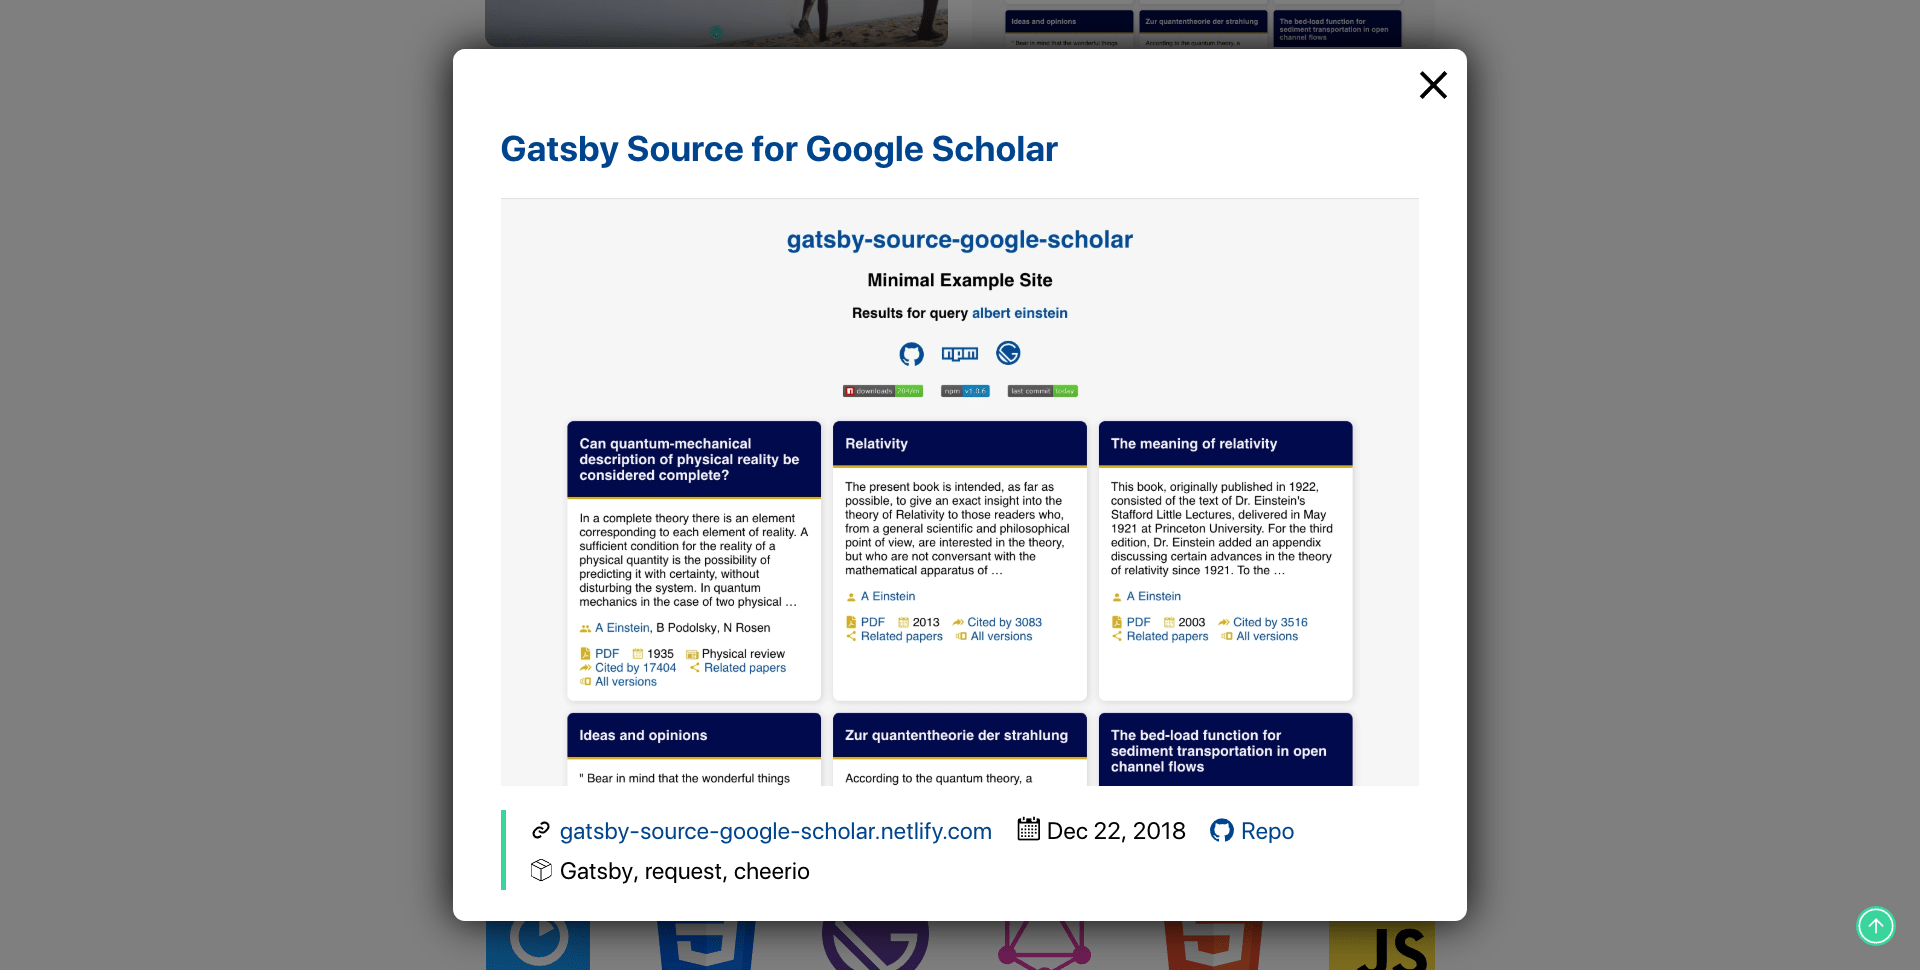 Ideas and opinions
Zur quantentheorie der strahlung
The bed-load function for
sediment transportation in open
channel flows
" Bear in mind that the wonderful things
According to the quantum theory, a
Gatsby Source for Google Scholar
gatsby-source-google-scholar
Minimal Example Site
Results for query albert einstein
npm
downloads 204/m
npm v1.0.6
last commit today
Can quantum-mechanical
description of physical reality be
considered complete?
In a complete theory there is an element
corresponding to each element of reality. A
sufficient condition for the reality of a
physical quantity is the possibility of
predicting it with certainty, without
disturbing the system. In quantum
mechanics in the case of two physical …
A Einstein, B Podolsky, N Rosen
PDF 1935 Physical review
Cited by 17404 Related papers
All versions
Relativity
The present book is intended, as far as
possible, to give an exact insight into the
theory of Relativity to those readers who,
from a general scientific and philosophical
point of view, are interested in the theory,
but who are not conversant with the
mathematical apparatus of …
A Einstein
PDF 2013 Cited by 3083
Related papers All versions
The meaning of relativity
This book, originally published in 1922,
consisted of the text of Dr. Einstein's
Stafford Little Lectures, delivered in May
1921 at Princeton University. For the third
edition, Dr. Einstein added an appendix
discussing certain advances in the theory
of relativity since 1921. To the …
A Einstein
PDF 2003 Cited by 3516
Related papers All versions
Ideas and opinions
" Bear in mind that the wonderful things
Zur quantentheorie der strahlung
According to the quantum theory, a
The bed-load function for
sediment transportation in open
channel flows
gatsby-source-google-scholar.netlify.com Dec 22, 2018 Repo
Gatsby, request, cheerio
JS